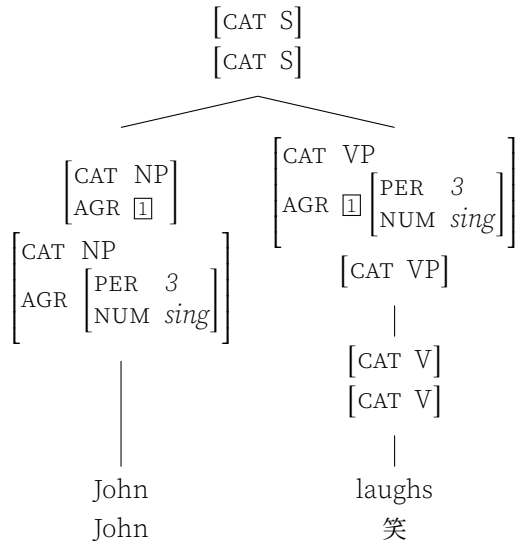 [CAT S]
[CAT S]
[CAT NP
AGR 1]
[CAT VP
AGR 1 [PER 3
NUM sing]]
[CAT NP
AGR [PER 3
NUM sing]]
[CAT VP]
[CAT V]
[CAT V]
John
laughs
John
笑